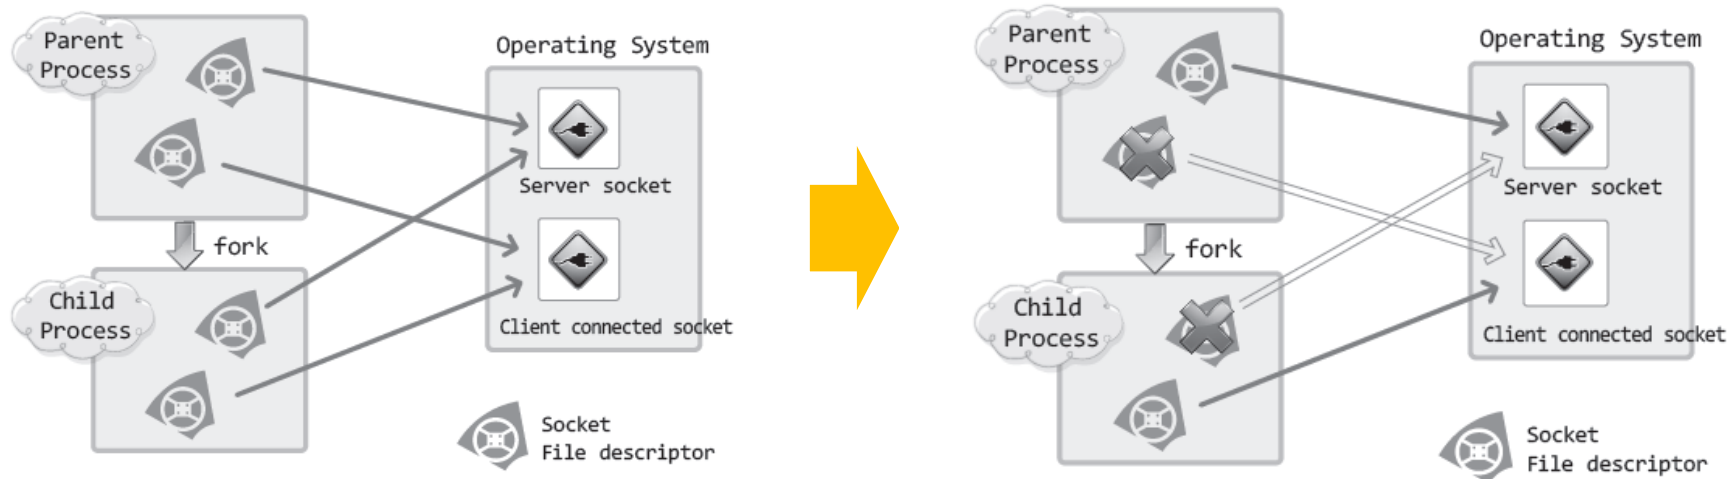 Parent
Process
Operating System
Server socket
fork
Child
Process
Client connected socket
Socket
File descriptor
Parent
Process
Operating System
Server socket
fork
Child
Process
Client connected socket
Socket
File descriptor